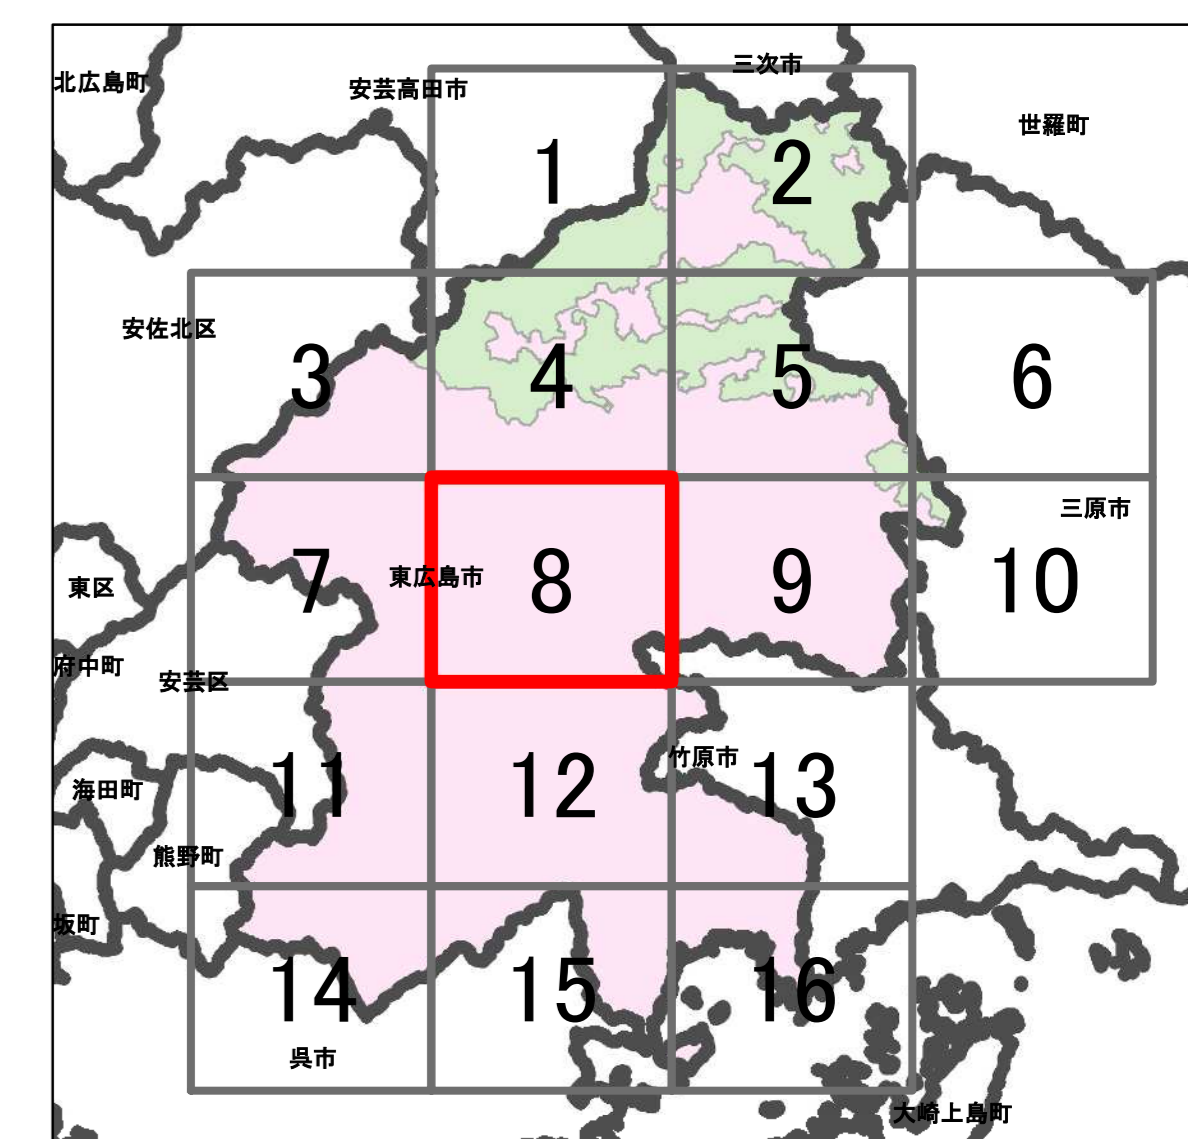 三次市
北広島町
安芸高田市
世羅町
1
2
安佐北区
3
4
5
6
三原市
東区
7
東広島市
8
9
10
府中町
安芸区
竹原市
海田町
11
12
13
熊野町
坂町
14
15
16
呉市
大崎上島町